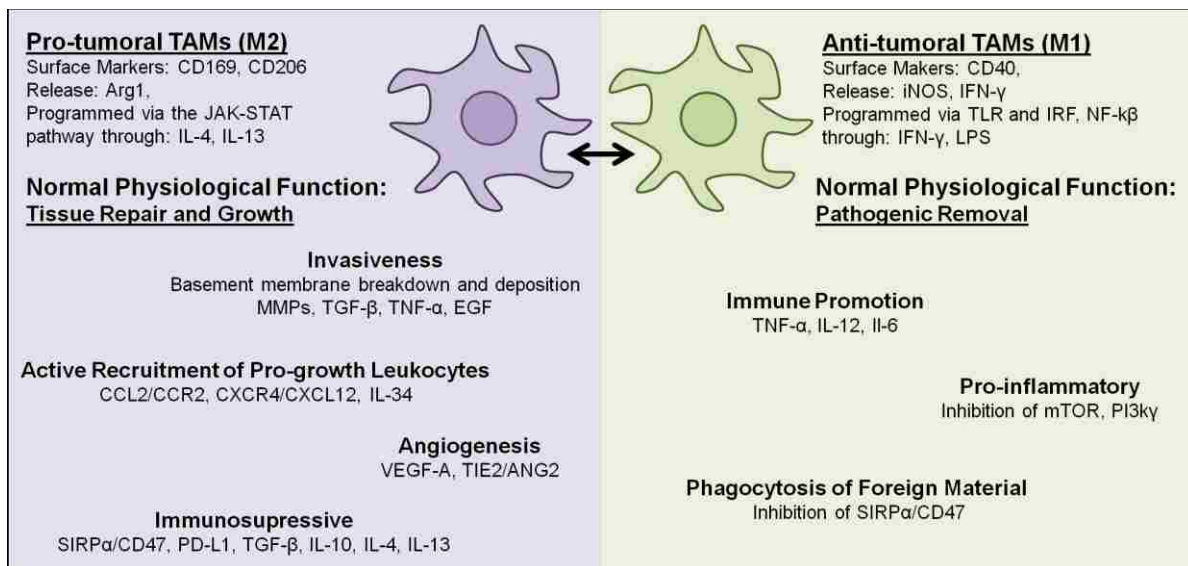 Pro-tumoral TAMs (M2)
Surface Markers: CD169, CD206
Release: Arg1,
Programmed via the JAK-STAT
pathway through: IL-4, IL-13
Normal Physiological Function:
Tissue Repair and Growth
Invasiveness
Basement membrane breakdown and deposition
MMPs, TGF-β, TNF-α, EGF
Active Recruitment of Pro-growth Leukocytes
CCL2/CCR2, CXCR4/CXCL12, IL-34
Angiogenesis
VEGF-A, TIE2/ANG2
Immunosupressive
SIRPα/CD47, PD-L1, TGF-β, IL-10, IL-4, IL-13
Anti-tumoral TAMs (M1)
Surface Makers: CD40,
Release: iNOS, IFN-γ
Programmed via TLR and IRF, NF-kβ
through: IFN-γ, LPS
Normal Physiological Function:
Pathogenic Removal
Immune Promotion
TNF-α, IL-12, Il-6
Pro-inflammatory
Inhibition of mTOR, PI3kγ
Phagocytosis of Foreign Material
Inhibition of SIRPα/CD47